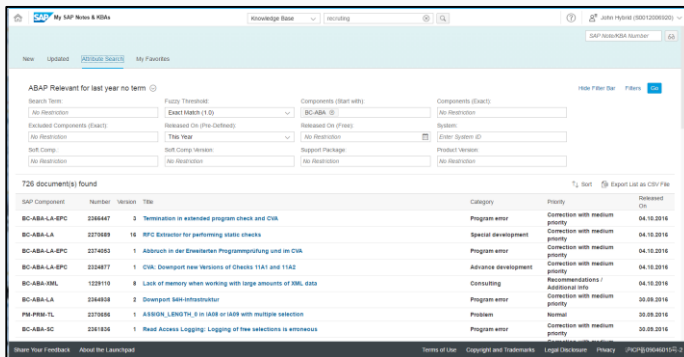 SAP My SAP Notes & KBAs Knowledge Base recruiting John Hybrid (S0012000320)
SAP Note/KBA Number
New Updated Attribute Search My Favorites
ABAP Relevant for last year no term Hide Filter Bar Filters Go
Search Term: Fuzzy Threshold: Components (Start with): Components (Exact):
No Restriction Exact Match (1.0) BC-ABA No Restriction
Excluded Components (Exact): Released On (Pre-Defined): Released On (Free): System:
No Restriction This Year No Restriction Enter System ID
Soft Comp.: Soft Comp Version: Support Package: Product Version:
No Restriction No Restriction No Restriction No Restriction
726 document(s) found Sort Export List as CSV File
SAP Component Number Version Title Category Priority Released On
BC-ABA-LA-EPC 2366447 3 Termination in extended program check and CVA Program error Correction with medium priority 04.10.2016
BC-ABA-LA 2270689 16 RFC Extractor for performing static checks Special development Correction with medium priority 04.10.2016
BC-ABA-LA-EPC 2374053 1 Abbruch in der Erweiterten Programmprüfung und im CVA Program error Correction with medium priority 04.10.2016
BC-ABA-LA-EPC 2324877 1 CVA: Downport new Versions of Checks 11A1 and 11A2 Advance development Correction with medium priority 04.10.2016
BC-ABA-XML 1229110 8 Lack of memory when working with large amounts of XML data Consulting Recommendations / Additional info 04.10.2016
BC-ABA-LA 2364938 2 Downport S4H-Infrastruktur Program error Correction with medium priority 30.09.2016
PM-PRM-TL 2370656 1 ASSIGN_LENGTH_0 in IA08 or IA09 with multiple selection Problem Normal 30.09.2016
BC-ABA-SC 2361836 1 Read Access Logging: Logging of free selections is erroneous Program error Correction with medium priority 30.09.2016
Share Your Feedback About the Launchpad Terms of Use Copyright and Trademarks Legal Disclosure Privacy